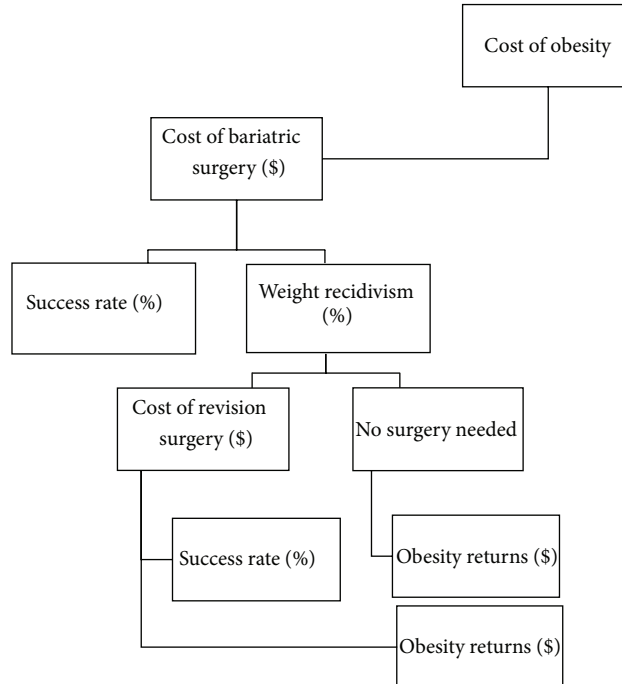 Cost of obesity
Cost of bariatric
surgery ($)
Success rate (%)
Weight recidivism
(%)
Cost of revision
surgery ($)
No surgery needed
Success rate (%)
Obesity returns ($)
Obesity returns ($)